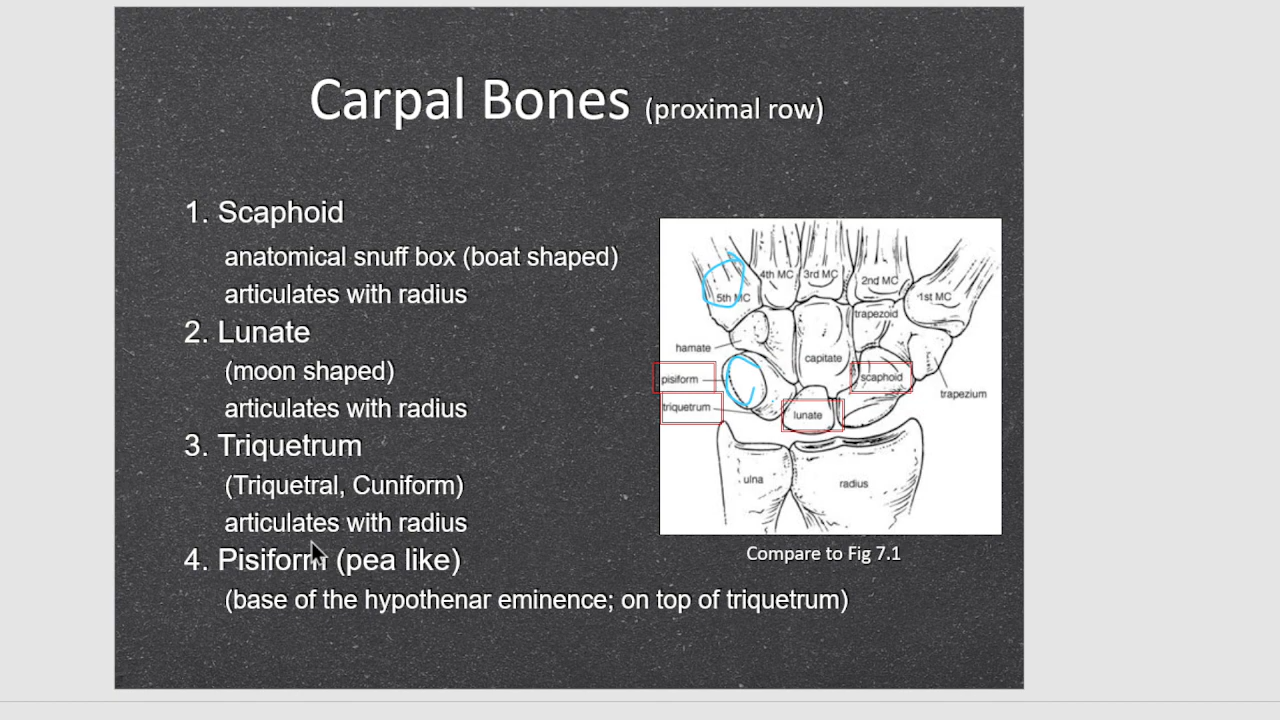 Carpal Bones (proximal row)
1. Scaphoid
anatomical snuff box (boat shaped)
articulates with radius
2. Lunate
(moon shaped)
articulates with radius
3. Triquetrum
(Triquetral, Cuniform)
articulates with radius
4. Pisiform (pea like)
(base of the hypothenar eminence; on top of triquetrum)
4th MC
3rd MC
2nd MC
5th MC
1st MC
trapezoid
hamate
capitate
pisiform
scaphoid
trapezium
triquetrum
lunate
ulna
radius
Compare to Fig 7.1